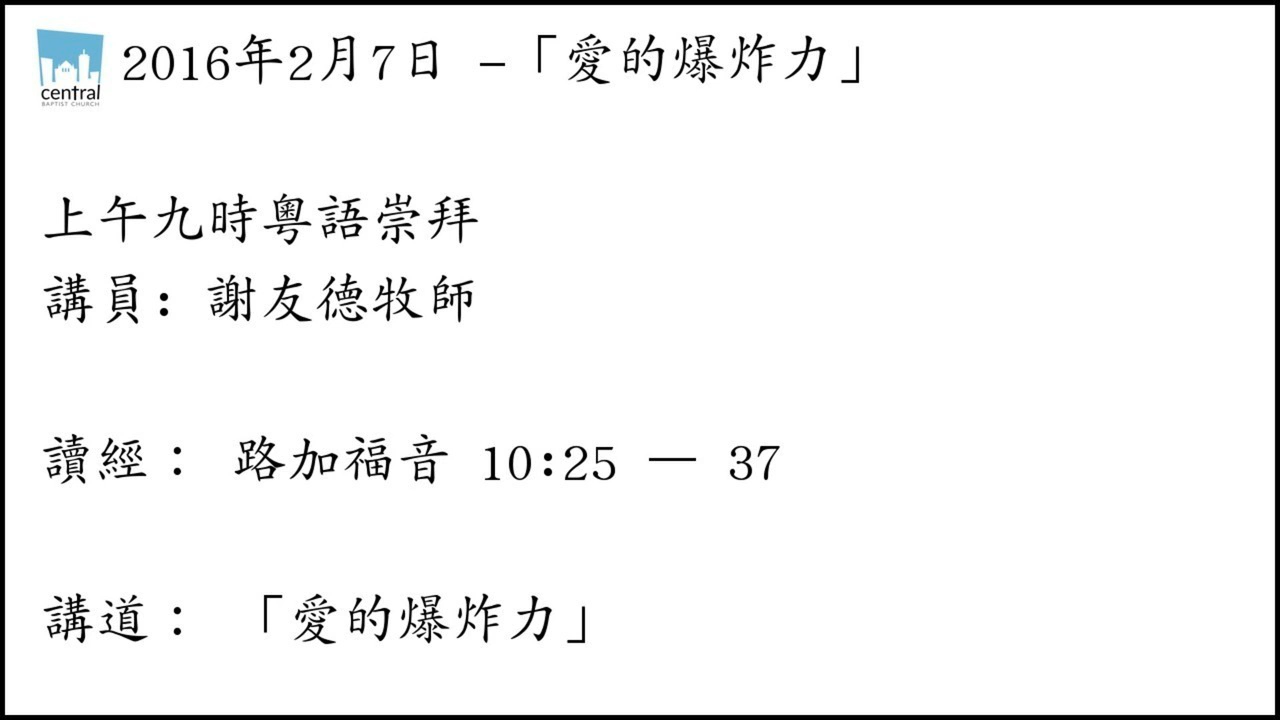 central
BAPTIST CHURCH
2016年2月7日 –「愛的爆炸力」
上午九時粵語崇拜
講員：謝友德牧師
讀經： 路加福音 10:25 — 37
講道： 「愛的爆炸力」